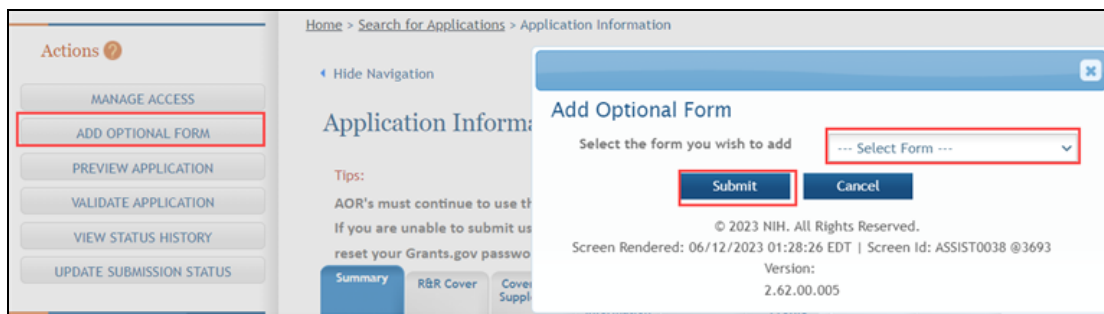 Actions ?
MANAGE ACCESS
ADD OPTIONAL FORM
PREVIEW APPLICATION
VALIDATE APPLICATION
VIEW STATUS HISTORY
UPDATE SUBMISSION STATUS
Home > Search for Applications > Application Information
Hide Navigation
Application Informa
Tips:
AOR's must continue to use th
If you are unable to submit us
reset your Grants.gov passwo
Summary
R&R Cover
Cover
Suppl
Add Optional Form
Select the form you wish to add
--- Select Form ---
Submit
Cancel
© 2023 NIH. All Rights Reserved.
Screen Rendered: 06/12/2023 01:28:26 EDT | Screen Id: ASSIST0038 @3693
Version:
2.62.00.005